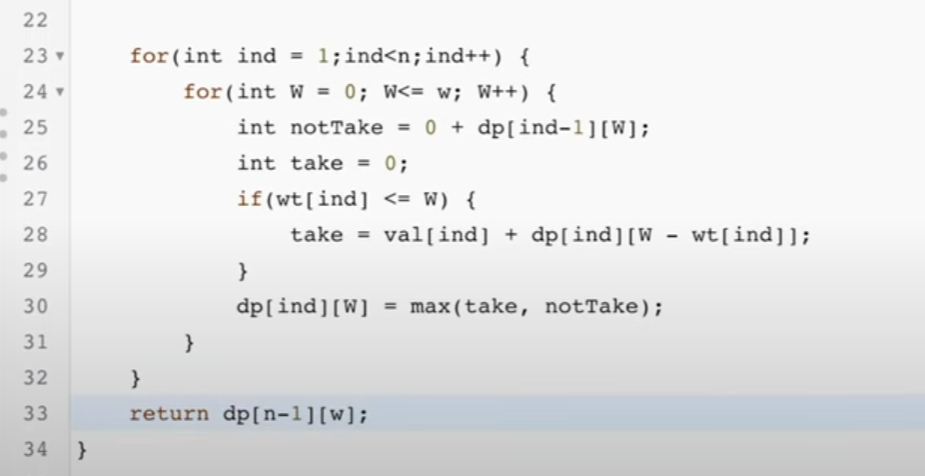 22
23 for(int ind = 1;ind<n;ind++) {
24 for(int W = 0; W<= w; W++) {
25 int notTake = 0 + dp[ind-1][W];
26 int take = 0;
27 if(wt[ind] <= W) {
28 take = val[ind] + dp[ind][W - wt[ind]];
29 }
30 dp[ind][W] = max(take, notTake);
31 }
32 }
33 return dp[n-1][w];
34 }